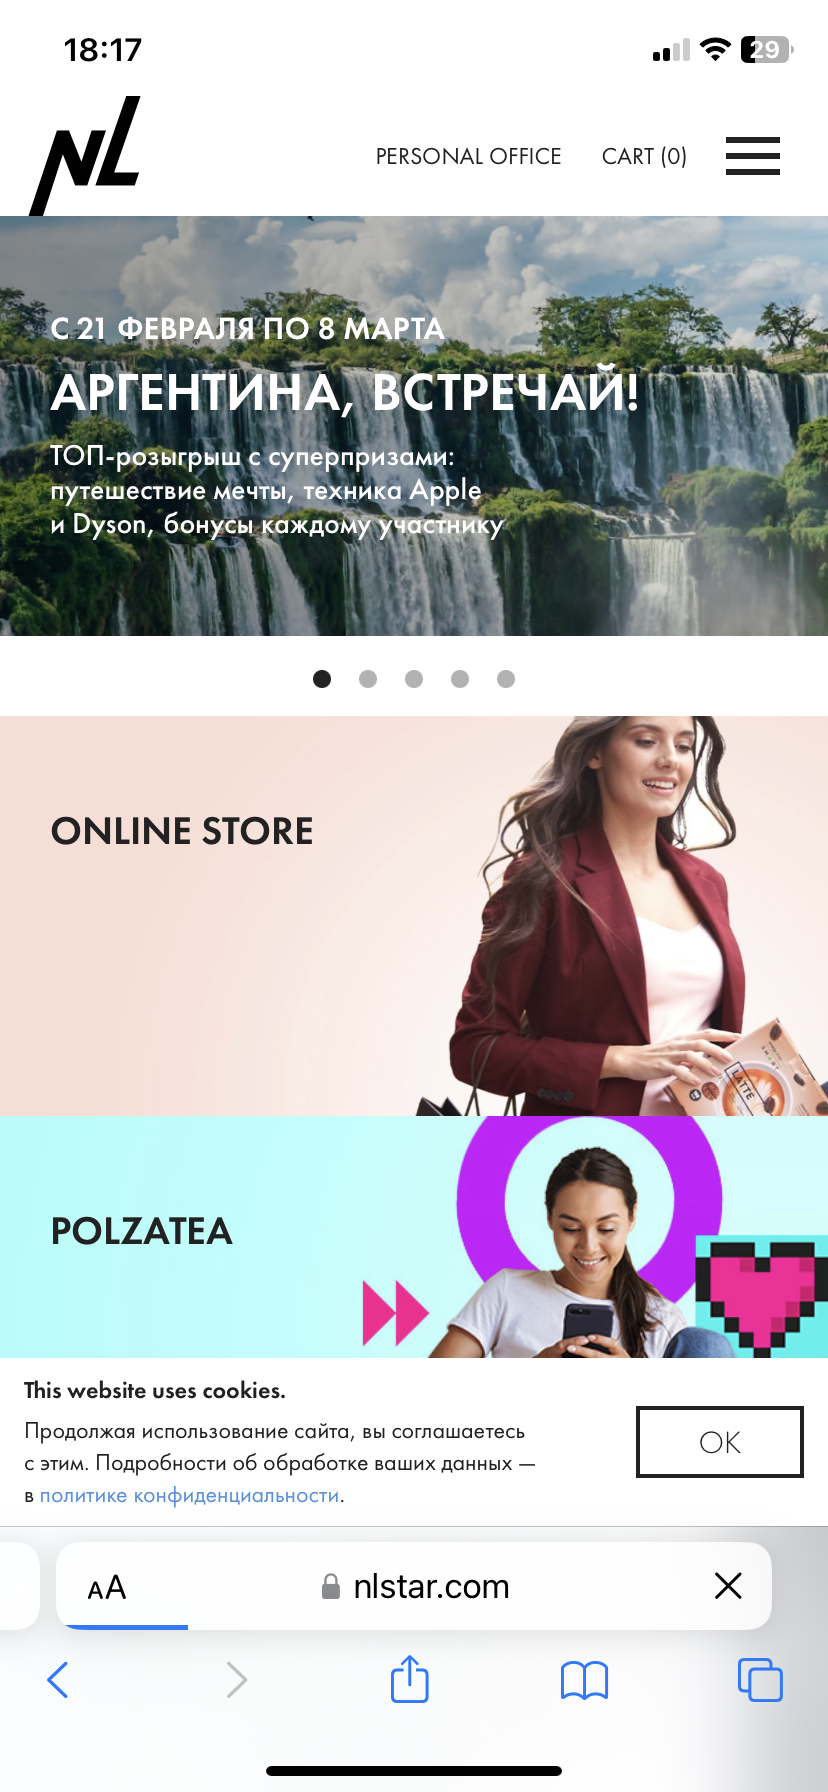 18:17
29
NL
PERSONAL OFFICE
CART (0)
С 21 ФЕВРАЛЯ ПО 8 МАРТА
АРГЕНТИНА, ВСТРЕЧАЙ!
ТОП-розыгрыш с суперпризами:
путешествие мечты, техника Apple
и Dyson, бонусы каждому участнику
ONLINE STORE
SMART
LATTE
POLZATEA
This website uses cookies.
Продолжая использование сайта, вы соглашаетесь
с этим. Подробности об обработке ваших данных —
в политике конфиденциальности.
OK
AA
nlstar.com